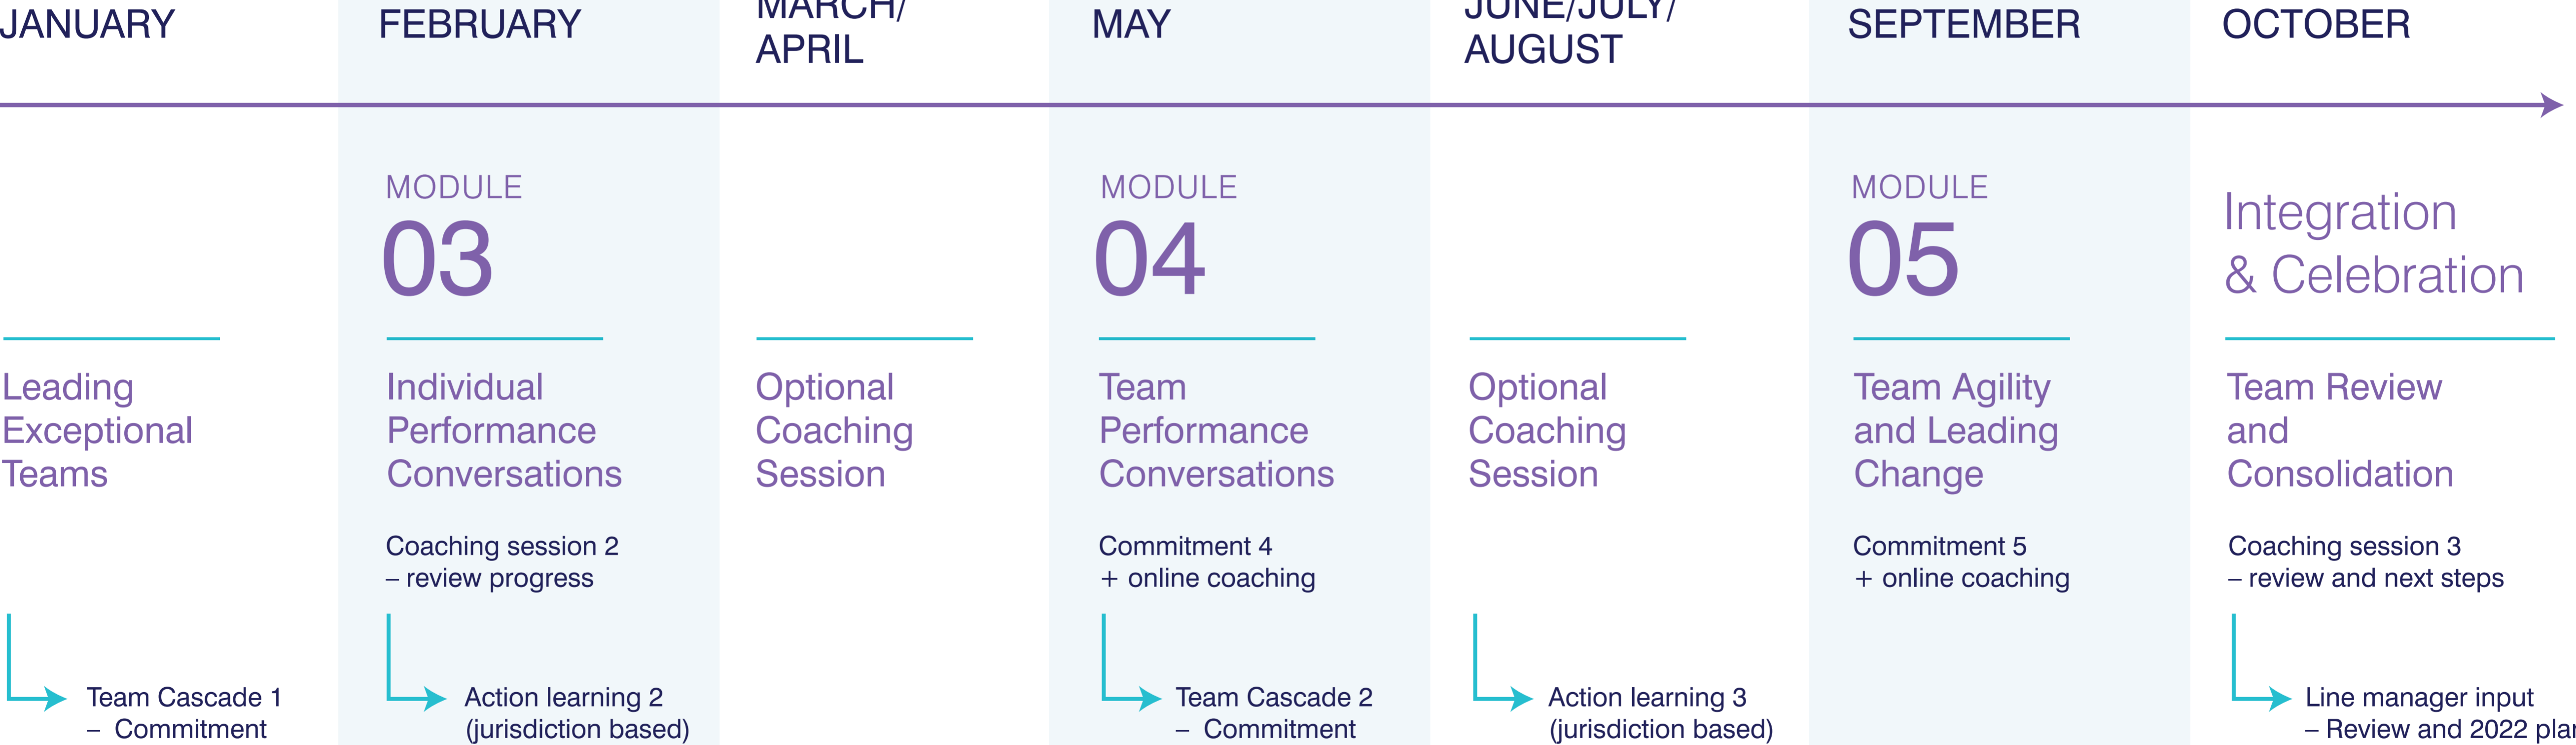 JANUARY
FEBRUARY
MARCH/
APRIL
MAY
JUNE/JULY/
AUGUST
SEPTEMBER
OCTOBER
Leading
Exceptional
Teams
Team Cascade 1
– Commitment
MODULE
03
Individual
Performance
Conversations
Coaching session 2
– review progress
Action learning 2
(jurisdiction based)
Optional
Coaching
Session
MODULE
04
Team
Performance
Conversations
Commitment 4
+ online coaching
Team Cascade 2
– Commitment
Optional
Coaching
Session
Action learning 3
(jurisdiction based)
MODULE
05
Team Agility
and Leading
Change
Commitment 5
+ online coaching
Integration
& Celebration
Team Review
and
Consolidation
Coaching session 3
– review and next steps
Line manager input
– Review and 2022